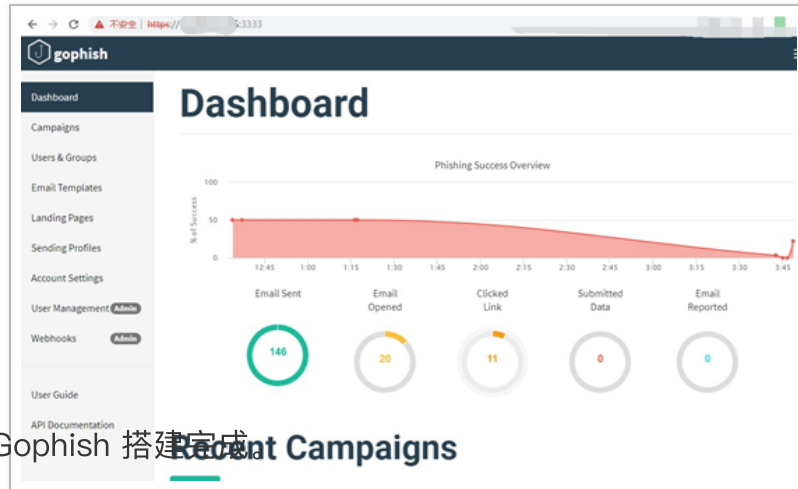 不安全 https:// :3333
gophish
Dashboard
Campaigns
Users & Groups
Email Templates
Landing Pages
Sending Profiles
Account Settings
User Management Admin
Webhooks Admin
User Guide
API Documentation
Dashboard
Phishing Success Overview
% of Success
100
50
0
12:45 1:00 1:15 1:30 1:45 2:00 2:15 2:30 2:45 3:00 3:15 3:30 3:45
Email Sent
146
Email
Opened
20
Clicked
Link
11
Submitted
Data
0
Email
Reported
0
Gophish 搭建完成。
Recent Campaigns